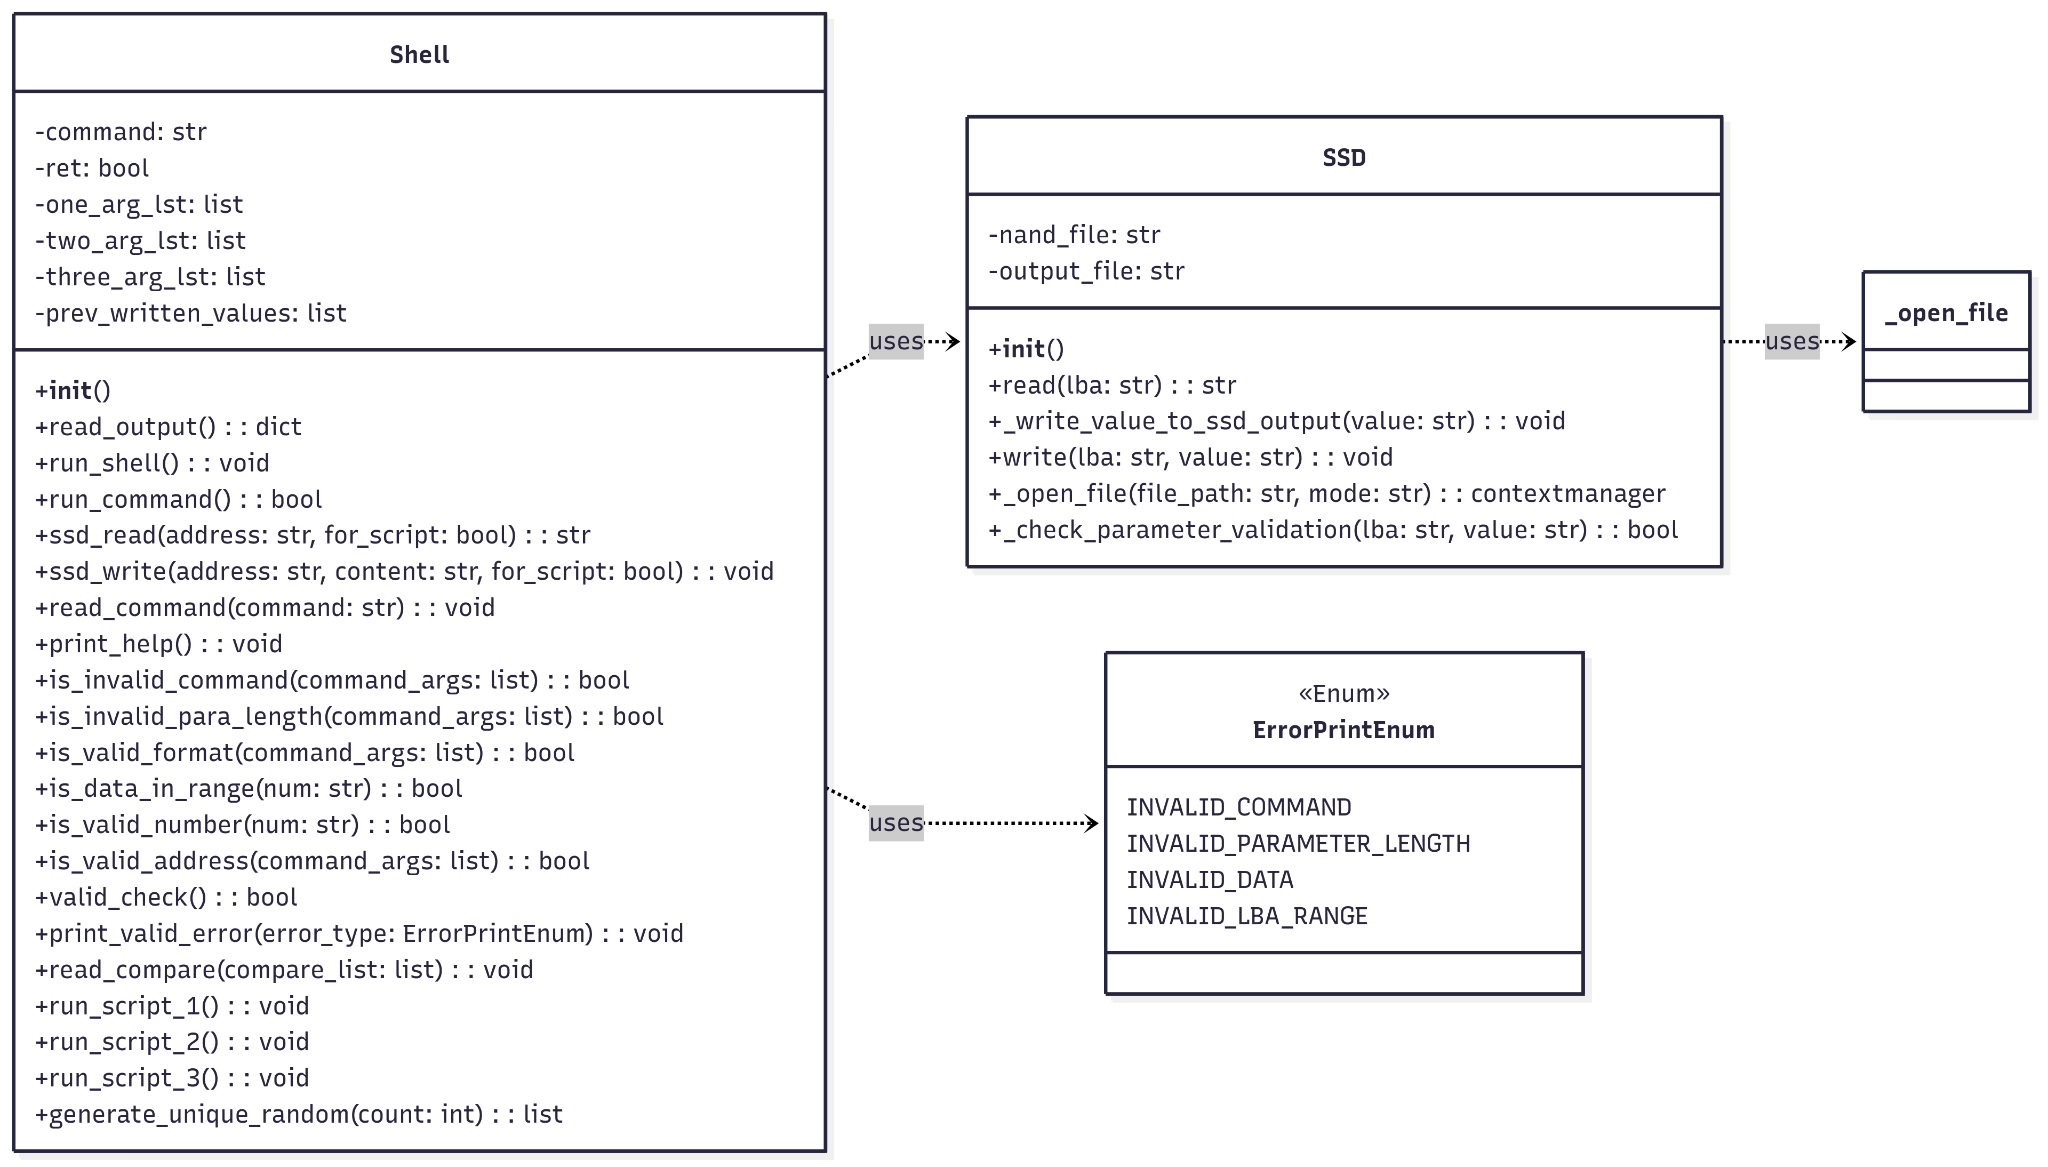 Shell
-command: str
-ret: bool
-one_arg_lst: list
-two_arg_lst: list
-three_arg_lst: list
-prev_written_values: list
+init()
+read_output() : : dict
+run_shell() : : void
+run_command() : : bool
+ssd_read(address: str, for_script: bool) : : str
+ssd_write(address: str, content: str, for_script: bool) : : void
+read_command(command: str) : : void
+print_help() : : void
+is_invalid_command(command_args: list) : : bool
+is_invalid_para_length(command_args: list) : : bool
+is_valid_format(command_args: list) : : bool
+is_data_in_range(num: str) : : bool
+is_valid_number(num: str) : : bool
+is_valid_address(command_args: list) : : bool
+valid_check() : : bool
+print_valid_error(error_type: ErrorPrintEnum) : : void
+read_compare(compare_list: list) : : void
+run_script_1() : : void
+run_script_2() : : void
+run_script_3() : : void
+generate_unique_random(count: int) : : list
uses
uses
SSD
-nand_file: str
-output_file: str
+init()
+read(lba: str) : : str
+_write_value_to_ssd_output(value: str) : : void
+write(lba: str, value: str) : : void
+_open_file(file_path: str, mode: str) : : contextmanager
+_check_parameter_validation(lba: str, value: str) : : bool
uses
_open_file
«Enum»
ErrorPrintEnum
INVALID_COMMAND
INVALID_PARAMETER_LENGTH
INVALID_DATA
INVALID_LBA_RANGE